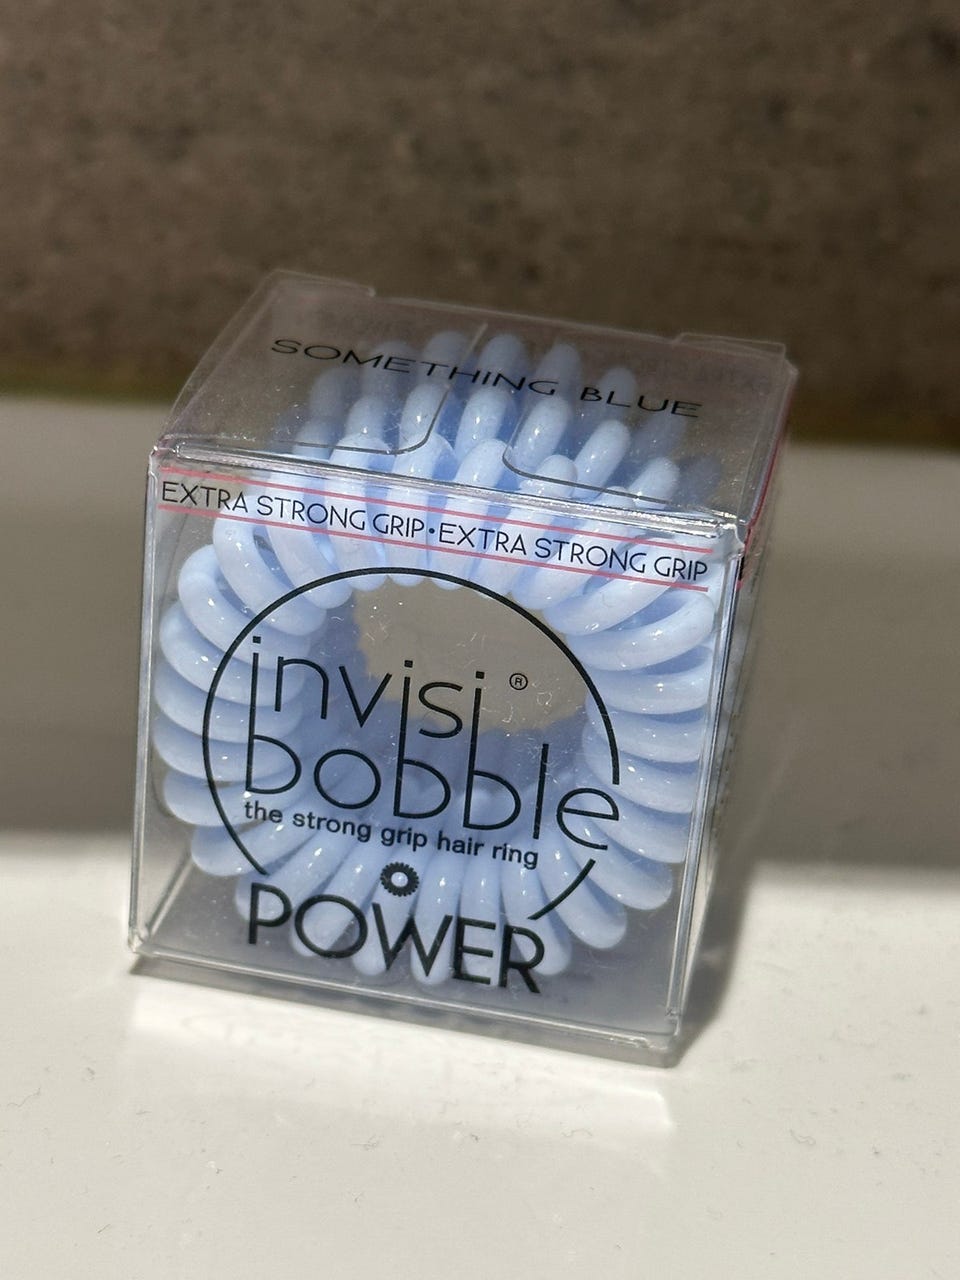 SOMETHING BLUE
EXTRA STRONG GRIP•EXTRA STRONG GRIP
invisi®
bobble
the strong grip hair ring
POWER